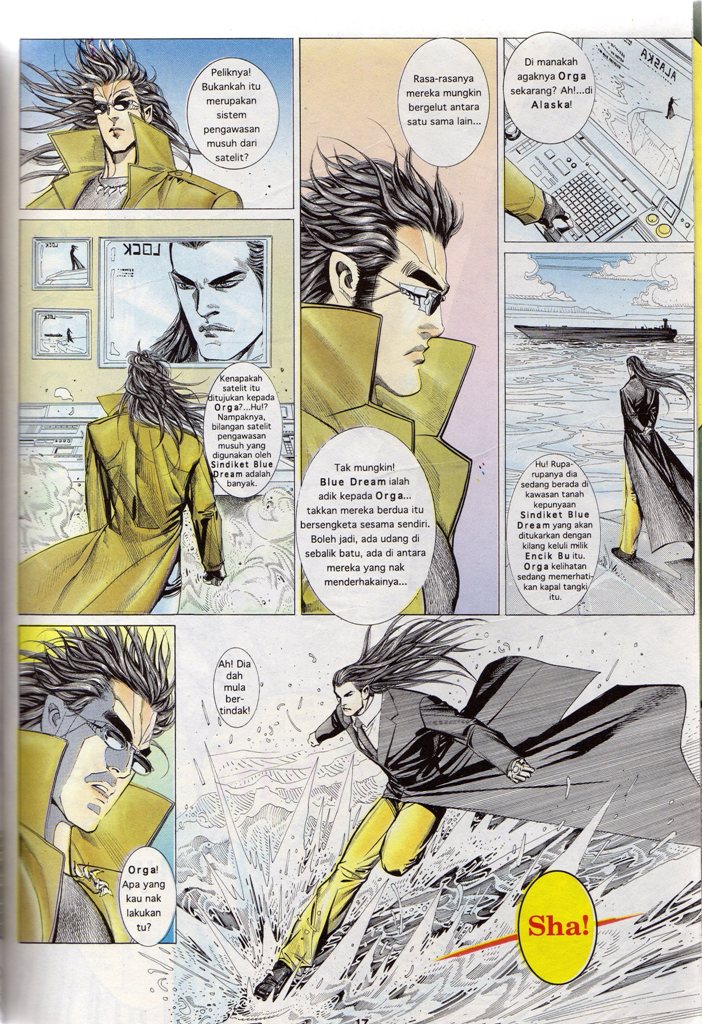 Peliknya!
Bukankah itu
merupakan
sistem
pengawasan
musuh dari
satelit?
LOCK
LOCK
LOCK
Kenapakah
satelit itu
ditujukan kepada
Orga?...Hu!?
Nampaknya,
bilangan satelit
pengawasan
musuh yang
digunakan oleh
Sindiket Blue
Dream adalah
banyak.
Rasa-rasanya
mereka mungkin
bergelut antara
satu sama lain...
Tak mungkin!
Blue Dream ialah
adik kepada Orga...
takkan mereka berdua itu
bersengketa sesama sendiri.
Boleh jadi, ada udang di
sebalik batu, ada di antara
mereka yang nak
menderhakainya...
Di manakah
agaknya Orga
sekarang? Ah!...di
Alaska!
ALASKA
Hu! Rupa-
rupanya dia
sedang berada di
kawasan tanah
kepunyaan
Sindiket Blue
Dream yang akan
ditukarkan dengan
kilang keluli milik
Encik Bu itu.
Orga kelihatan
sedang memerhati-
kan kapal tangki
itu.
Orga!
Apa yang
kau nak
lakukan
tu?
Ah! Dia
dah
mula
ber-
tindak!
Sha!
17